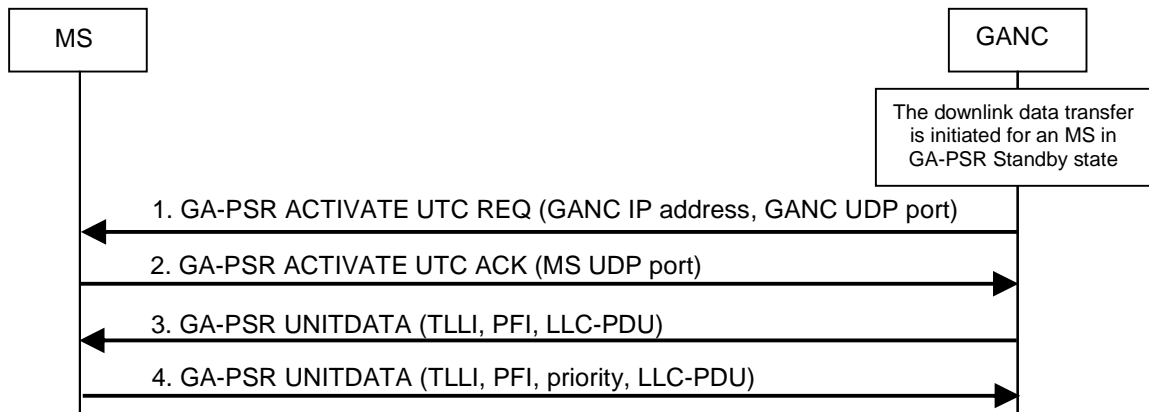 MS
GANC
The downlink data transfer
is initiated for an MS in
GA-PSR Standby state
1. GA-PSR ACTIVATE UTC REQ (GANC IP address, GANC UDP port)
2. GA-PSR ACTIVATE UTC ACK (MS UDP port)
3. GA-PSR UNITDATA (TLLI, PFI, LLC-PDU)
4. GA-PSR UNITDATA (TLLI, PFI, priority, LLC-PDU)